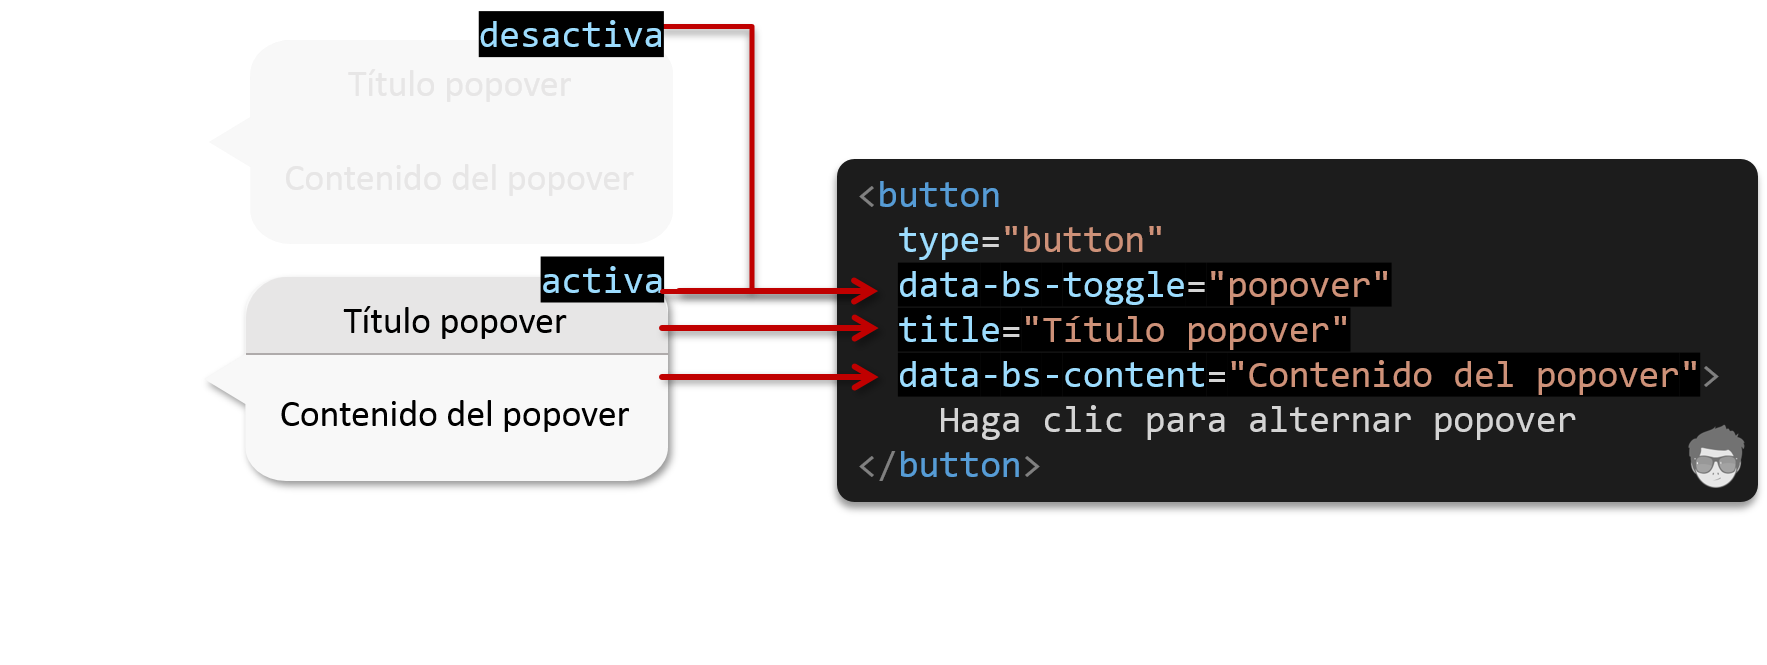 desactiva
Título popover
Contenido del popover
activa
Título popover
Contenido del popover
<button
type="button"
data-bs-toggle="popover"
title="Título popover"
data-bs-content="Contenido del popover">
Haga clic para alternar popover
</button>